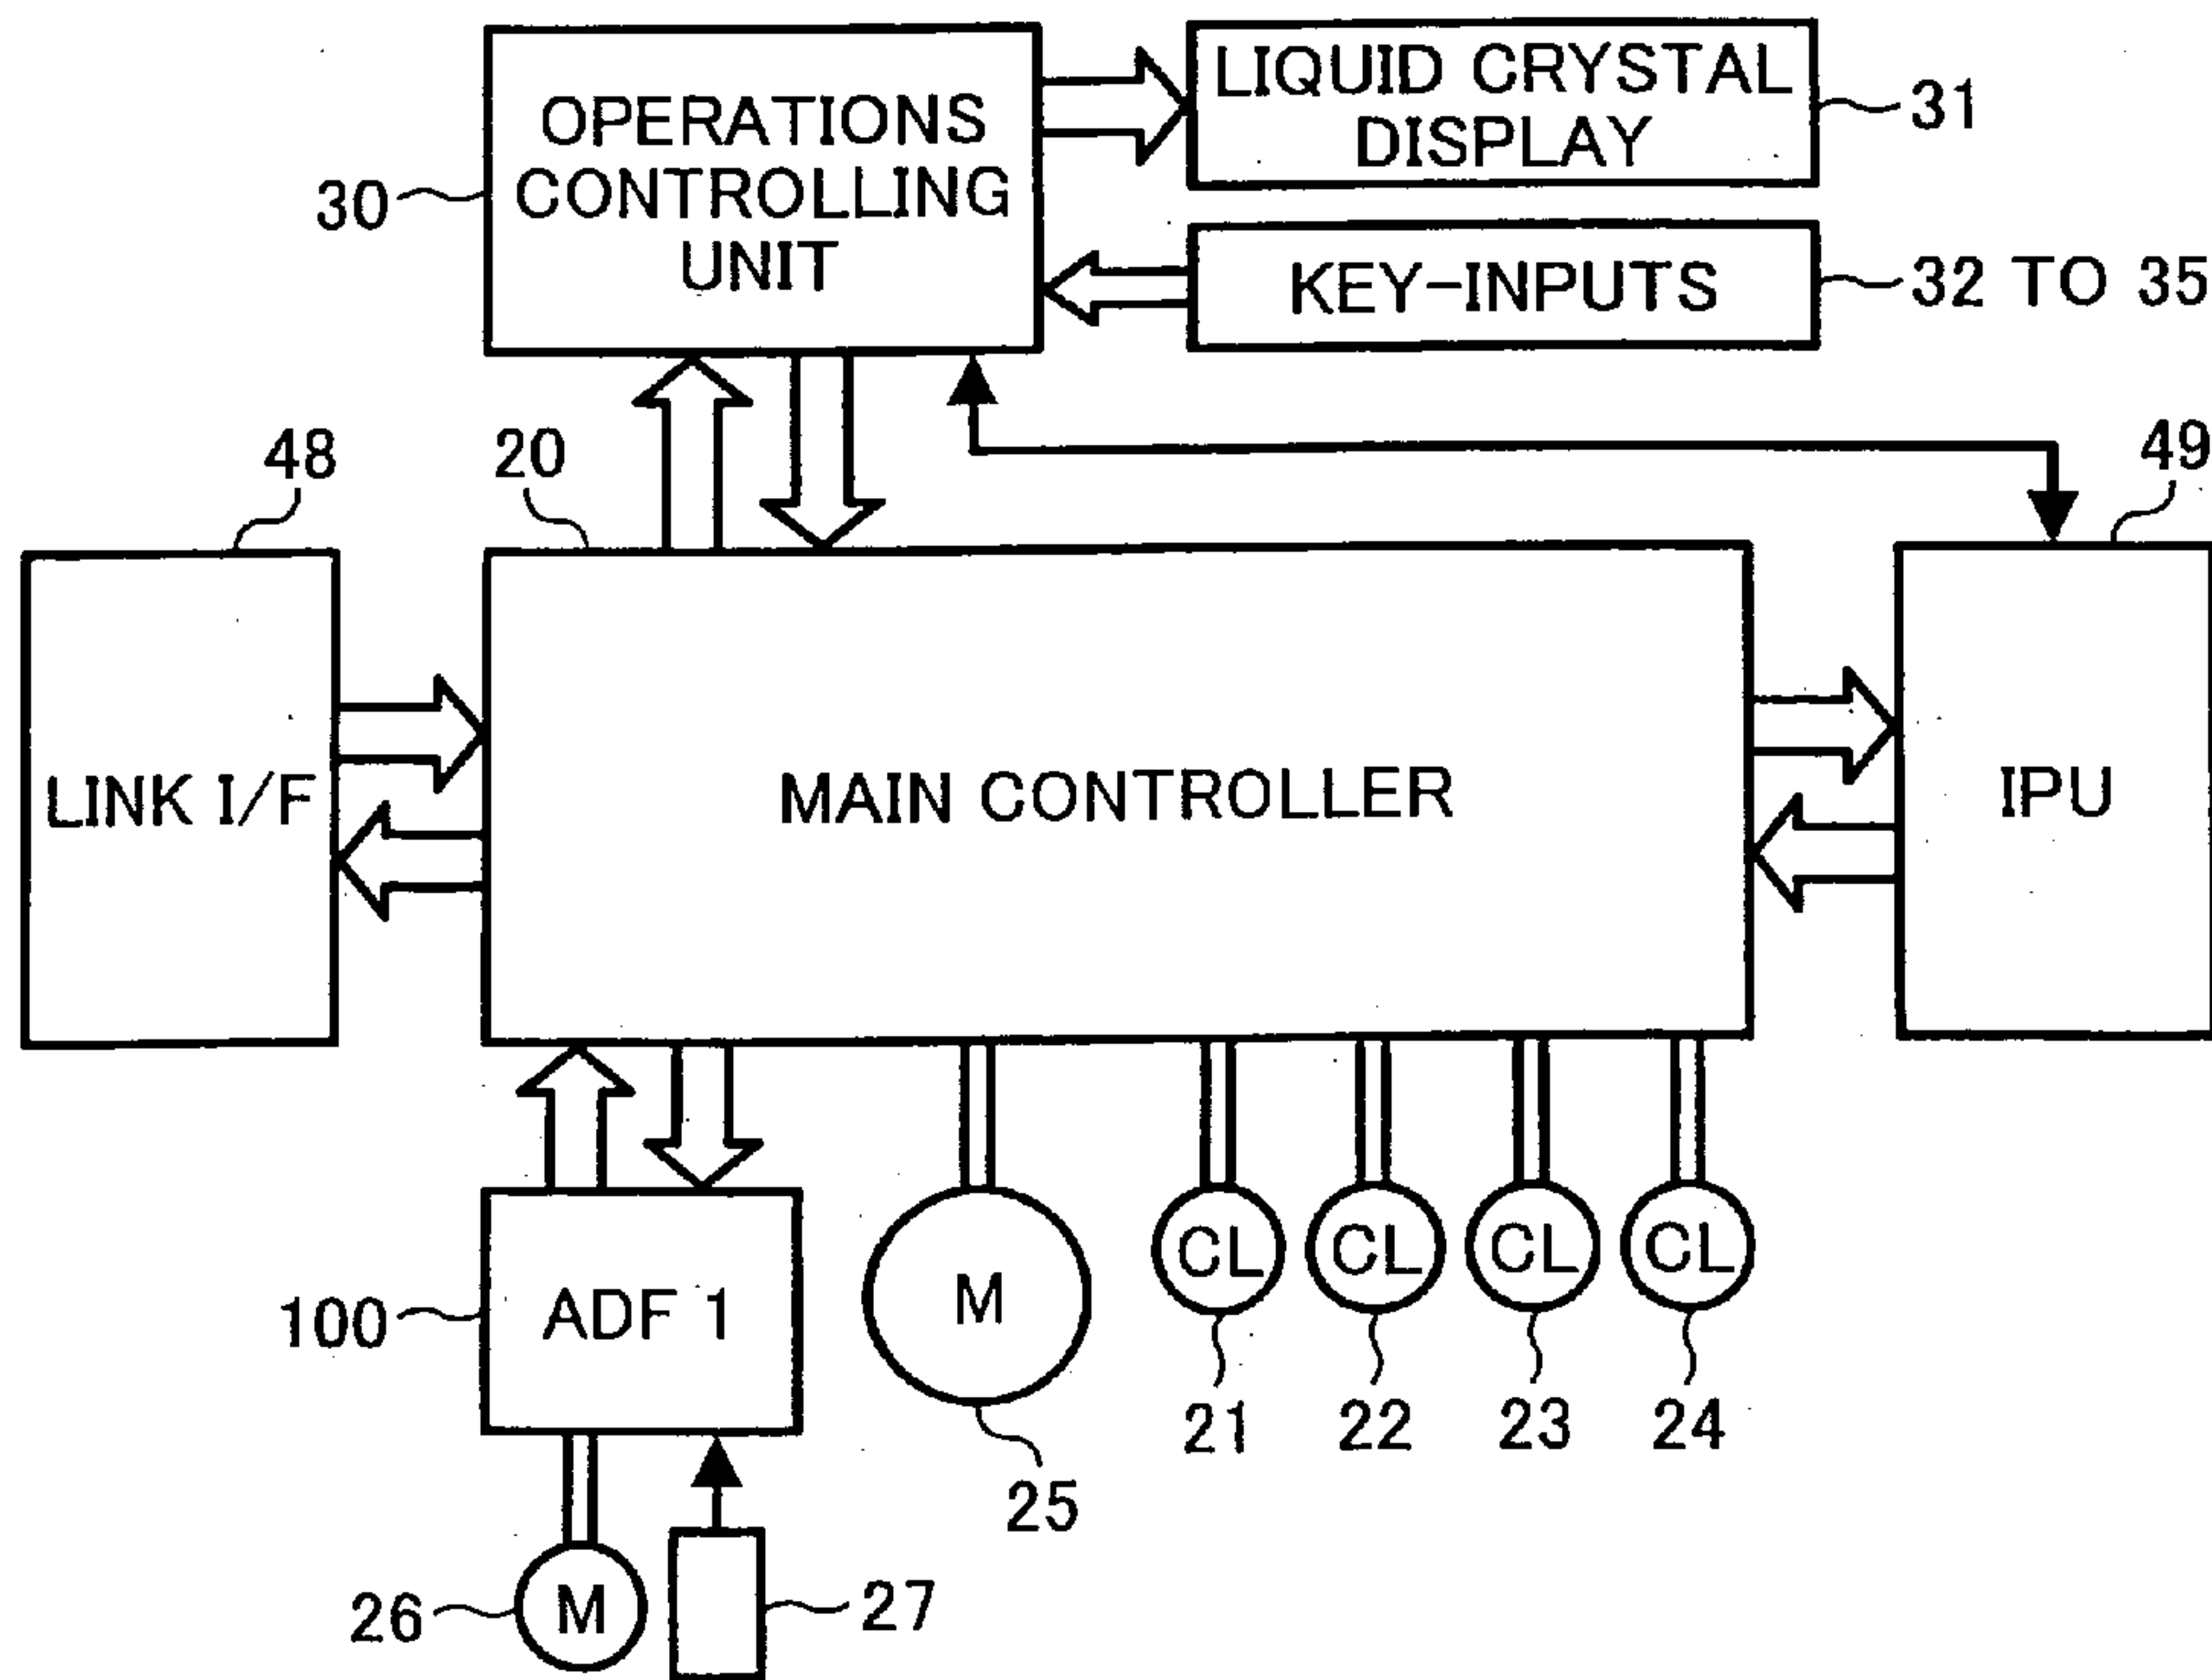 OPERATIONS
CONTROLLING
UNIT
30
LIQUID CRYSTAL
DISPLAY
31
KEY-INPUTS
32 TO 35
48
20
49
LINK I/F
MAIN CONTROLLER
IPU
100
ADF 1
M
CL
CL
CL
CL
21
22
23
24
25
26
M
27